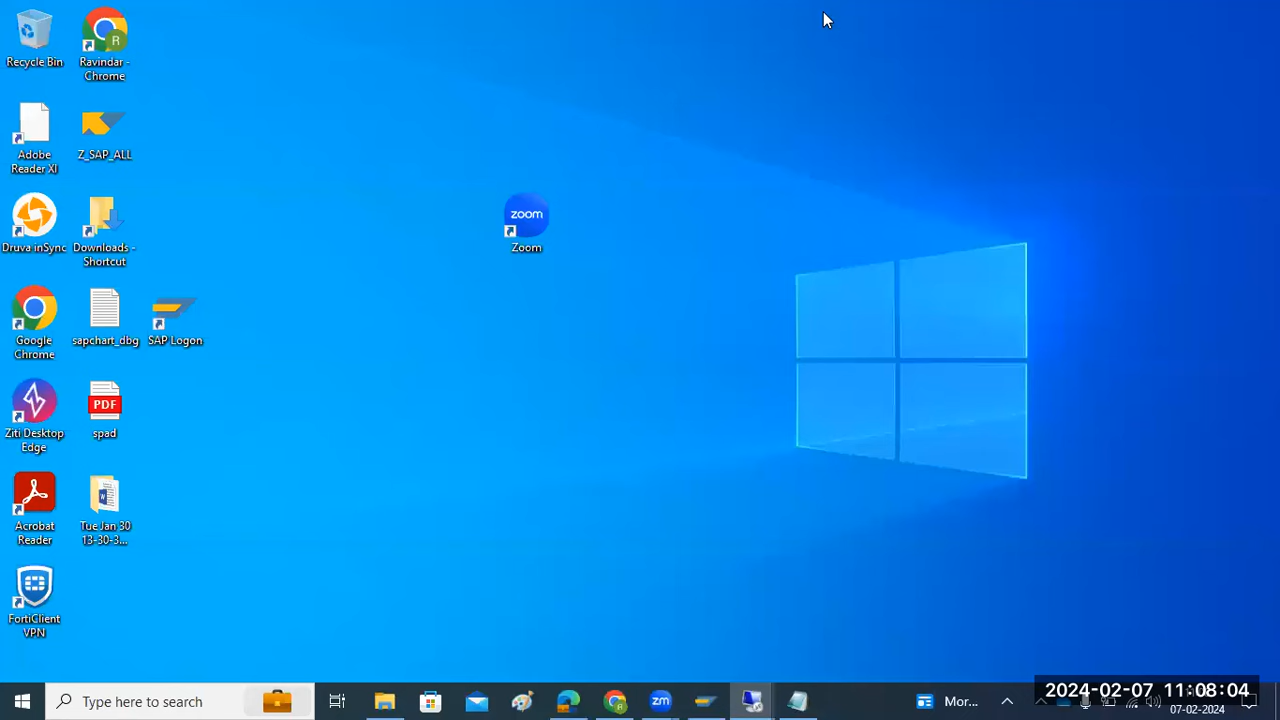 Recycle Bin
Ravindar -
Chrome
Adobe
Reader XI
Z_SAP_ALL
Druva inSync
Downloads -
Shortcut
zoom
Zoom
Google
Chrome
sapchart_dbg
SAP Logon
Ziti Desktop
Edge
PDF
spad
Acrobat
Reader
Tue Jan 30
13-30-3...
FortiClient
VPN
Type here to search
zm
Mor...
2024-02-07 11:08:04
07-02-2024